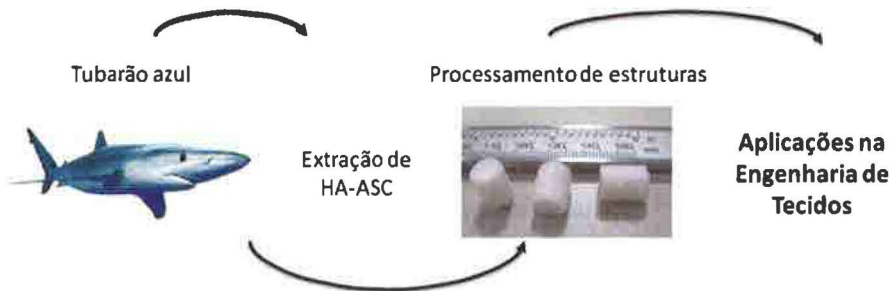 Tubarão azul
Processamento de estruturas
Extração de
HA-ASC
Aplicações na
Engenharia de
Tecidos